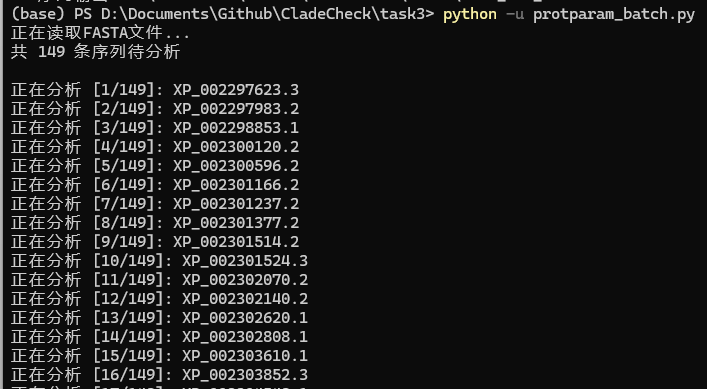 (base) PS D:\Documents\Github\CladeCheck\task3> python -u protparam_batch.py
正在读取FASTA文件...
共 149 条序列待分析
正在分析 [1/149]: XP_002297623.3
正在分析 [2/149]: XP_002297983.2
正在分析 [3/149]: XP_002298853.1
正在分析 [4/149]: XP_002300120.2
正在分析 [5/149]: XP_002300596.2
正在分析 [6/149]: XP_002301166.2
正在分析 [7/149]: XP_002301237.2
正在分析 [8/149]: XP_002301377.2
正在分析 [9/149]: XP_002301514.2
正在分析 [10/149]: XP_002301524.3
正在分析 [11/149]: XP_002302070.2
正在分析 [12/149]: XP_002302140.2
正在分析 [13/149]: XP_002302620.1
正在分析 [14/149]: XP_002302808.1
正在分析 [15/149]: XP_002303610.1
正在分析 [16/149]: XP_002303852.3